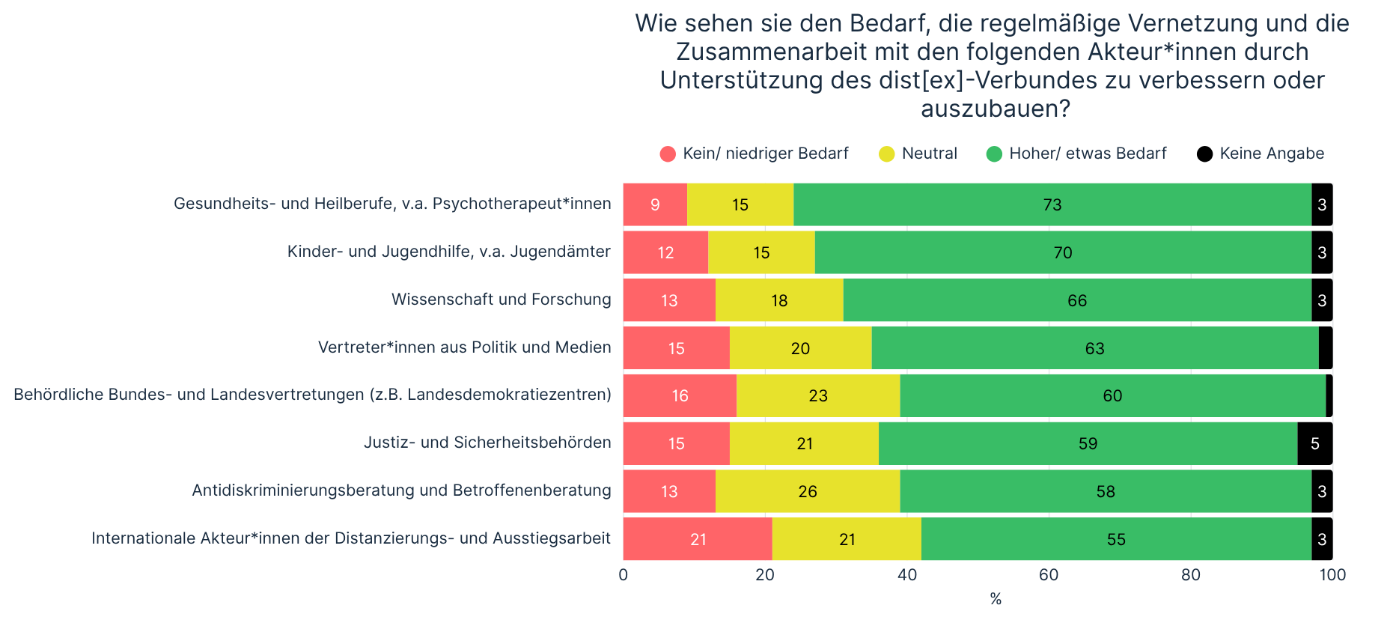 Wie sehen sie den Bedarf, die regelmäßige Vernetzung und die
Zusammenarbeit mit den folgenden Akteur*innen durch
Unterstützung des dist[ex]-Verbundes zu verbessern oder
auszubauen?
Kein/ niedriger Bedarf Neutral Hoher/ etwas Bedarf Keine Angabe
Gesundheits- und Heilberufe, v.a. Psychotherapeut*innen 9 15 73 3
Kinder- und Jugendhilfe, v.a. Jugendämter 12 15 70 3
Wissenschaft und Forschung 13 18 66 3
Vertreter*innen aus Politik und Medien 15 20 63
Behördliche Bundes- und Landesvertretungen (z.B. Landesdemokratiezentren) 16 23 60
Justiz- und Sicherheitsbehörden 15 21 59 5
Antidiskriminierungsberatung und Betroffenenberatung 13 26 58 3
Internationale Akteur*innen der Distanzierungs- und Ausstiegsarbeit 21 21 55 3
0 20 40 60 80 100
%